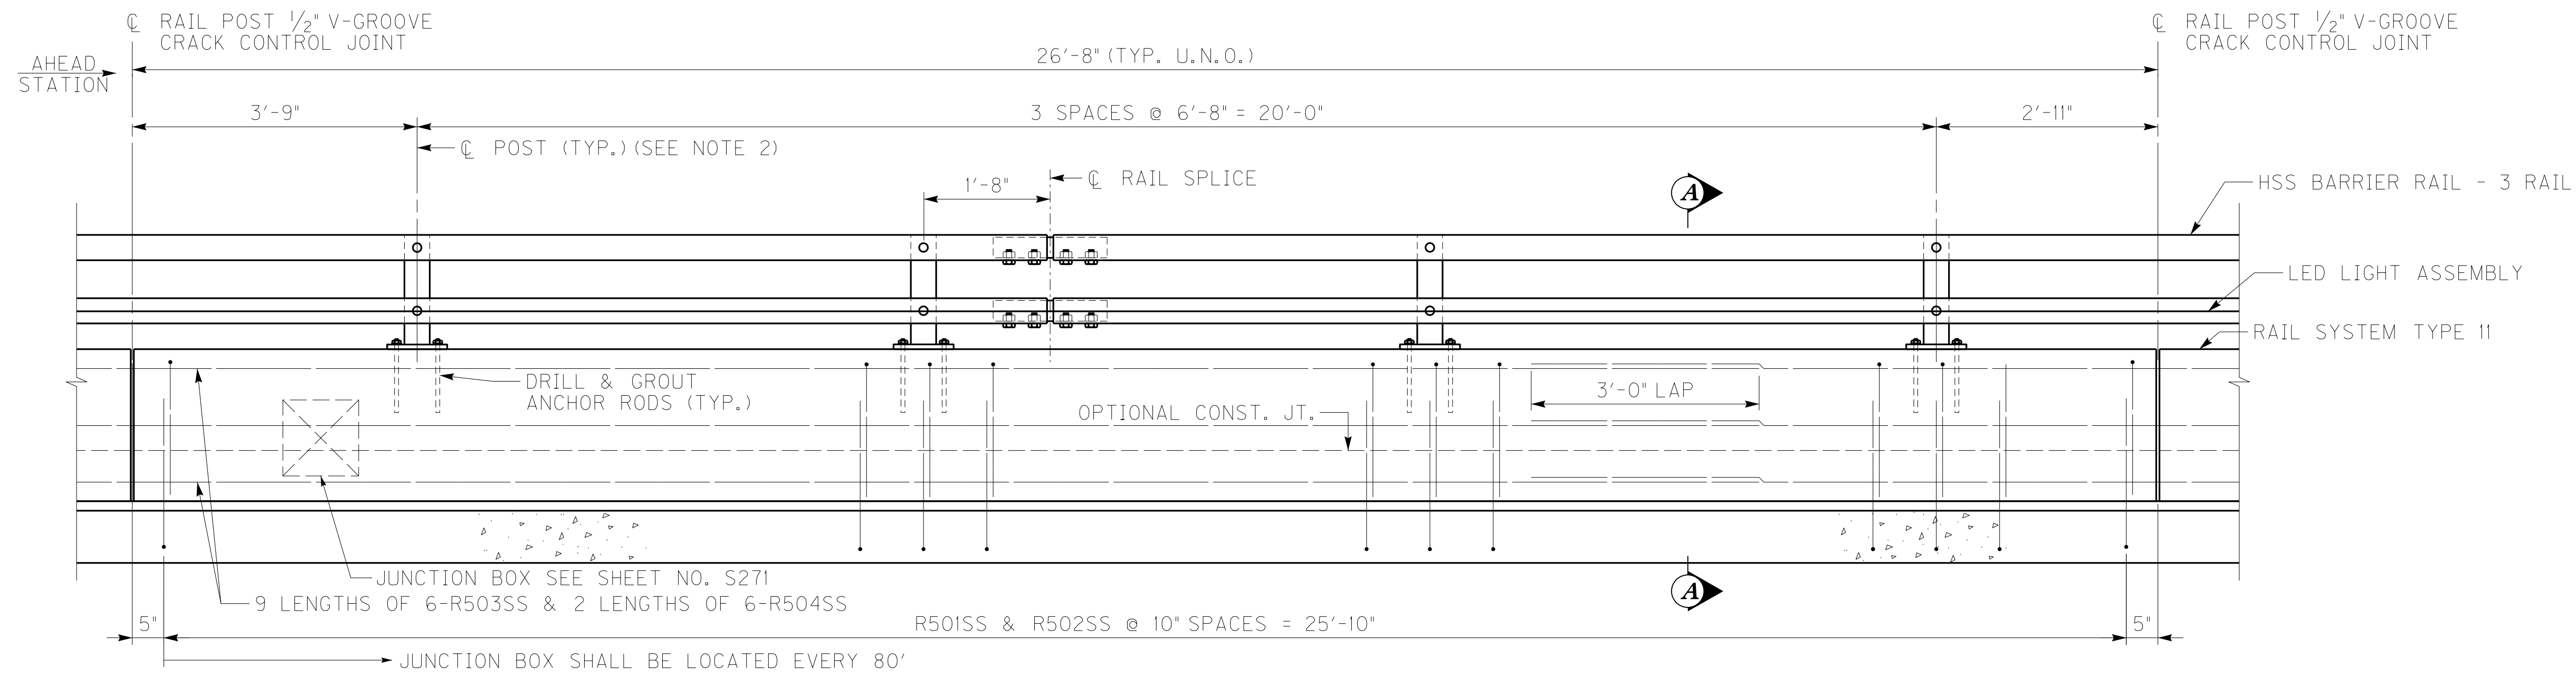 ℄ RAIL POST 1/2" V-GROOVE
CRACK CONTROL JOINT
℄ RAIL POST 1/2" V-GROOVE
CRACK CONTROL JOINT
AHEAD
STATION
26'-8" (TYP. U.N.O.)
3'-9"
3 SPACES @ 6'-8" = 20'-0"
2'-11"
℄ POST (TYP.) (SEE NOTE 2)
1'-8"
℄ RAIL SPLICE
A
HSS BARRIER RAIL - 3 RAIL
LED LIGHT ASSEMBLY
RAIL SYSTEM TYPE 11
DRILL & GROUT
ANCHOR RODS (TYP.)
3'-0" LAP
OPTIONAL CONST. JT.
JUNCTION BOX SEE SHEET NO. S271
A
9 LENGTHS OF 6-R503SS & 2 LENGTHS OF 6-R504SS
5"
R501SS & R502SS @ 10" SPACES = 25'-10"
5"
JUNCTION BOX SHALL BE LOCATED EVERY 80'